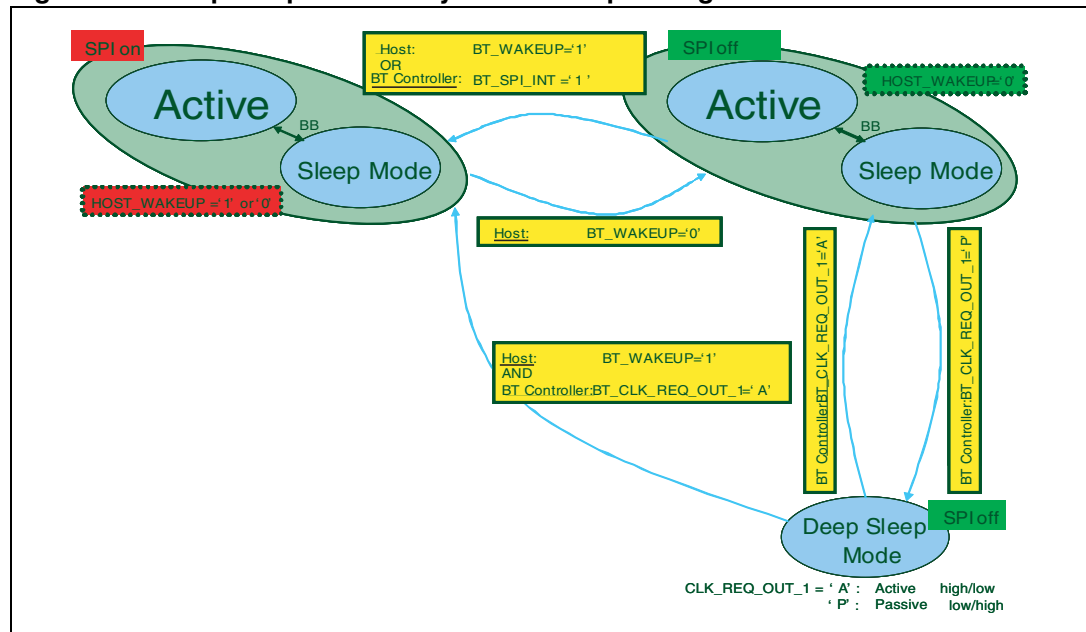 SPI on
Active
BB
Sleep Mode
HOST_WAKEUP ='1' or '0'
Host: BT_WAKEUP='1'
OR
BT Controller: BT_SPI_INT ='1'
SPI off
HOST_WAKEUP='0'
Active
BB
Sleep Mode
Host: BT_WAKEUP='0'
Host: BT_WAKEUP='1'
AND
BT Controller:BT_CLK_REQ_OUT_1=' A'
BT Controller:BT_CLK_REQ_OUT_1='A'
BT Controller:BT_CLK_REQ_OUT_1='P'
Deep Sleep
Mode
SPI off
CLK_REQ_OUT_1 = ' A' : Active high/low
' P' : Passive low/high